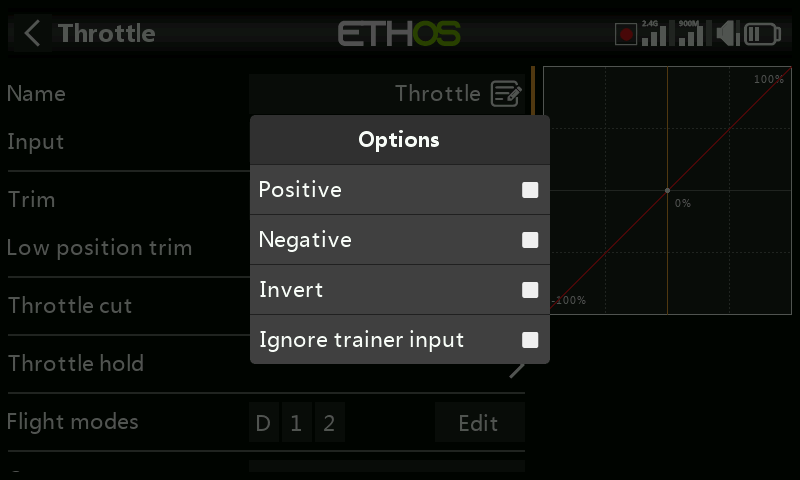 Throttle
ETHOS
2.4G
900M
Name
Throttle
Input
Trim
Low position trim
Throttle cut
Throttle hold
Flight modes
D 1 2
Edit
Options
Positive
Negative
Invert
Ignore trainer input
100%
0%
-100%